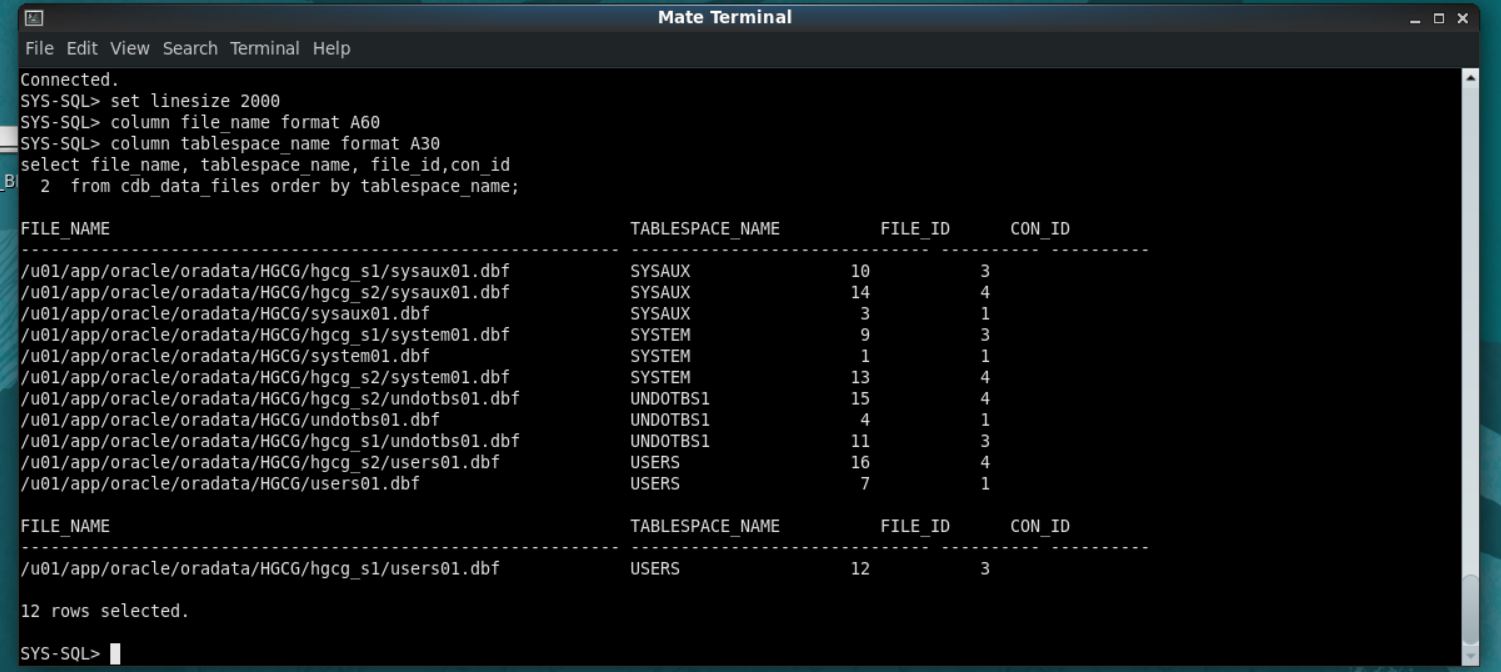 Mate Terminal
File Edit View Search Terminal Help
Connected.
SYS-SQL> set linesize 2000
SYS-SQL> column file_name format A60
SYS-SQL> column tablespace_name format A30
select file_name, tablespace_name, file_id,con_id
  2  from cdb_data_files order by tablespace_name;
FILE_NAME TABLESPACE_NAME FILE_ID CON_ID
------------------------------------------------------------ ------------------------------ ---------- ----------
/u01/app/oracle/oradata/HGCG/hgcg_s1/sysaux01.dbf SYSAUX 10 3
/u01/app/oracle/oradata/HGCG/hgcg_s2/sysaux01.dbf SYSAUX 14 4
/u01/app/oracle/oradata/HGCG/sysaux01.dbf SYSAUX 3 1
/u01/app/oracle/oradata/HGCG/hgcg_s1/system01.dbf SYSTEM 9 3
/u01/app/oracle/oradata/HGCG/system01.dbf SYSTEM 1 1
/u01/app/oracle/oradata/HGCG/hgcg_s2/system01.dbf SYSTEM 13 4
/u01/app/oracle/oradata/HGCG/hgcg_s2/undotbs01.dbf UNDOTBS1 15 4
/u01/app/oracle/oradata/HGCG/undotbs01.dbf UNDOTBS1 4 1
/u01/app/oracle/oradata/HGCG/hgcg_s1/undotbs01.dbf UNDOTBS1 11 3
/u01/app/oracle/oradata/HGCG/hgcg_s2/users01.dbf USERS 16 4
/u01/app/oracle/oradata/HGCG/users01.dbf USERS 7 1
FILE_NAME TABLESPACE_NAME FILE_ID CON_ID
------------------------------------------------------------ ------------------------------ ---------- ----------
/u01/app/oracle/oradata/HGCG/hgcg_s1/users01.dbf USERS 12 3
12 rows selected.
SYS-SQL>